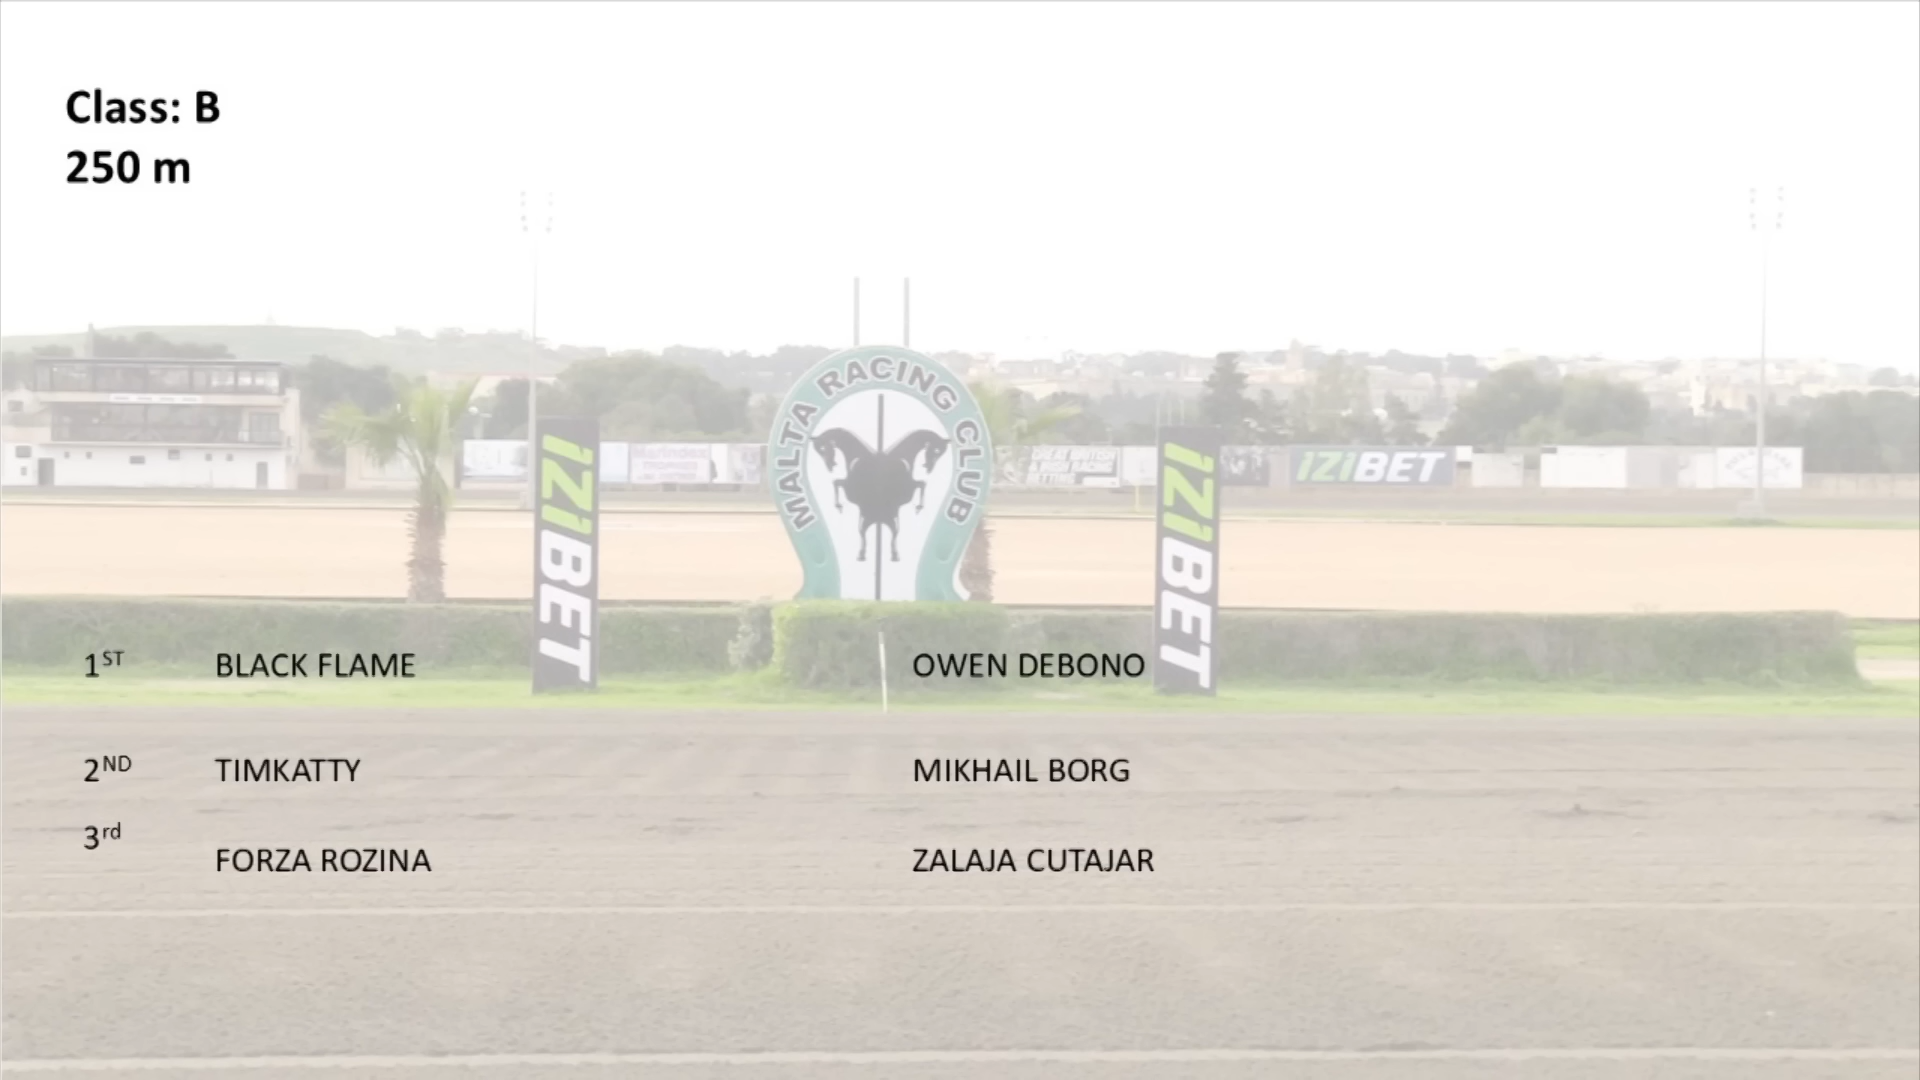 Class: B
250 m
MALTA RACING CLUB
IZIBET
IZIBET
IZIBET
1ST BLACK FLAME OWEN DEBONO
2ND TIMKATTY MIKHAIL BORG
3rd
FORZA ROZINA ZALAJA CUTAJAR